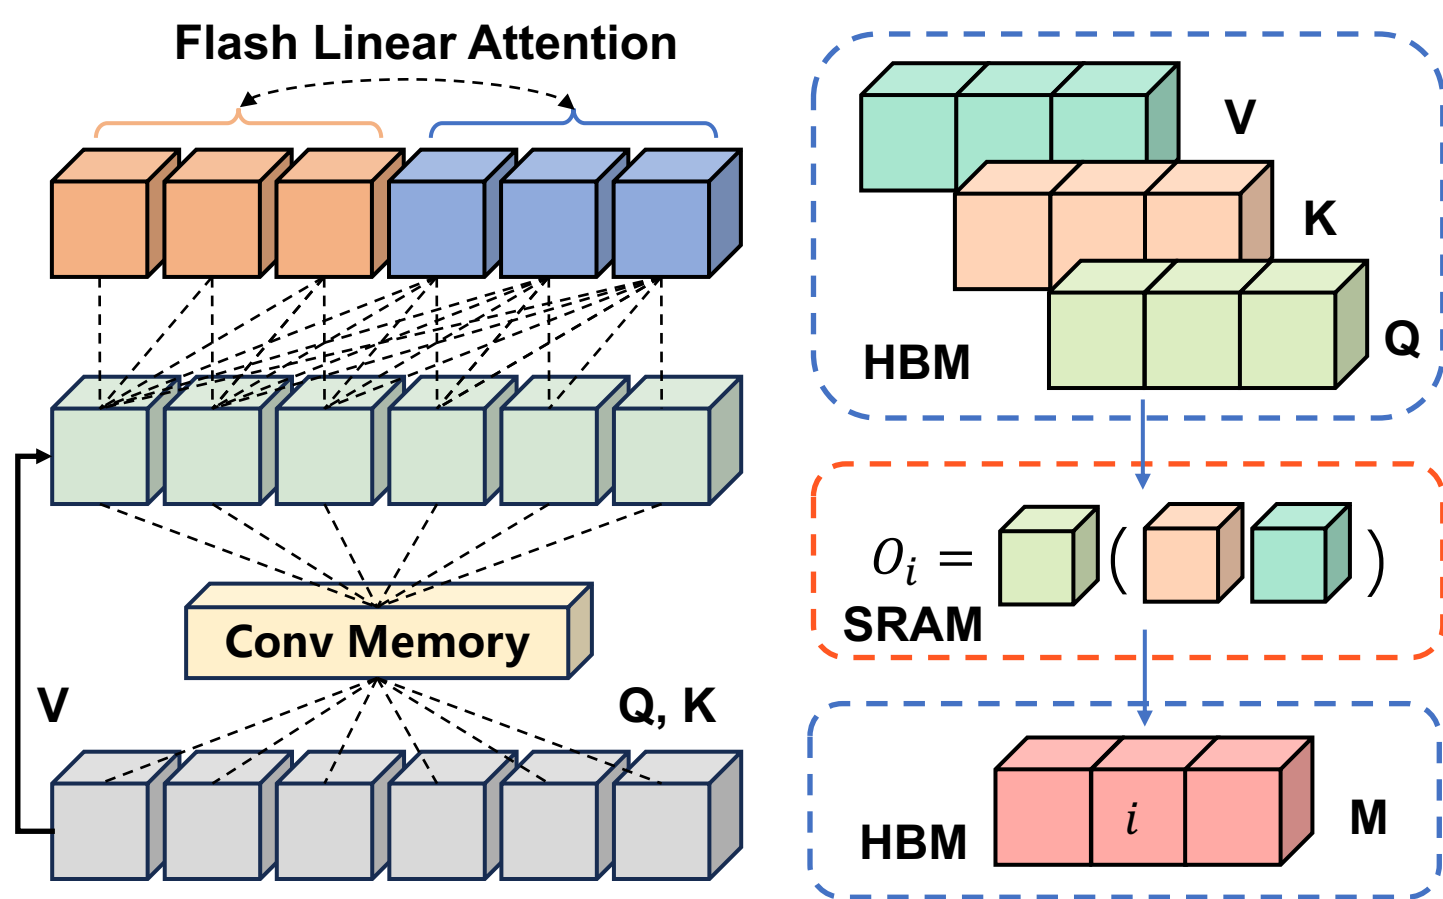 Flash Linear Attention
Conv Memory
V
Q, K
V
K
Q
HBM
O_i = ( )
SRAM
i
M
HBM